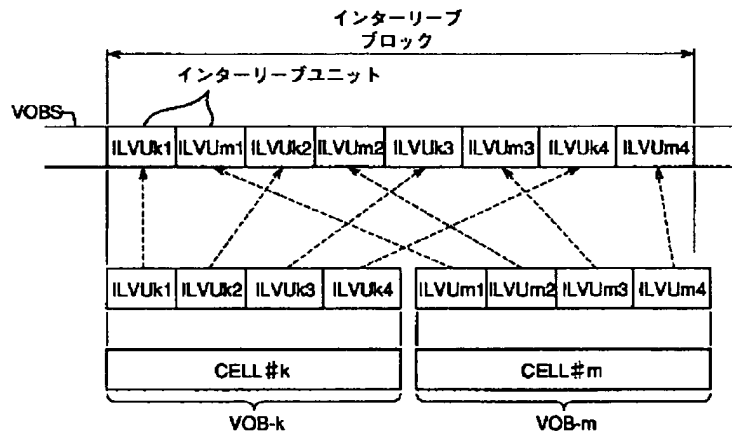 インターリーブ
ブロック
インターリーブユニット
VOBS
ILVUk1 ILVUm1 ILVUk2 ILVUm2 ILVUk3 ILVUm3 ILVUk4 ILVUm4
ILVUk1 ILVUk2 ILVUk3 ILVUk4 ILVUm1 ILVUm2 ILVUm3 ILVUm4
CELL#k CELL#m
VOB-k VOB-m